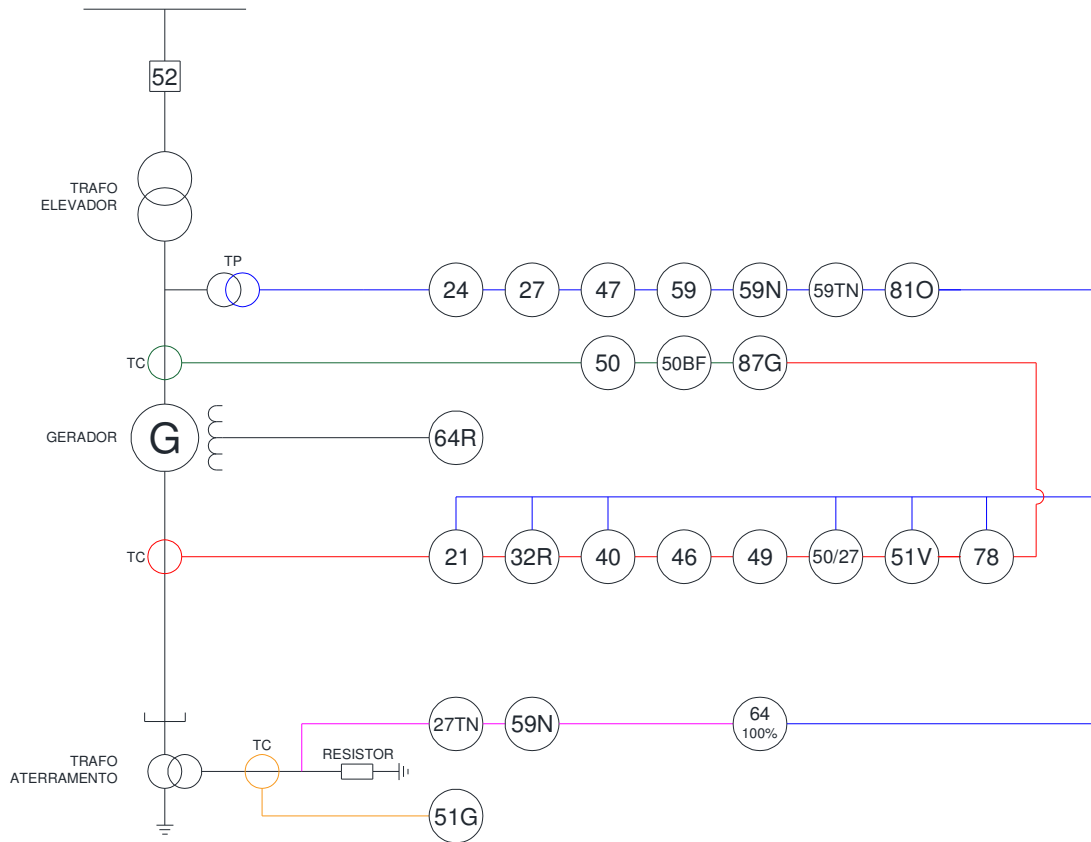 52
TRAFO
ELEVADOR
TP
24
27
47
59
59N
59TN
81O
TC
50
50BF
87G
GERADOR
G
64R
TC
21
32R
40
46
49
50/27
51V
78
27TN
59N
64
100%
TRAFO
ATERRAMENTO
TC
RESISTOR
51G